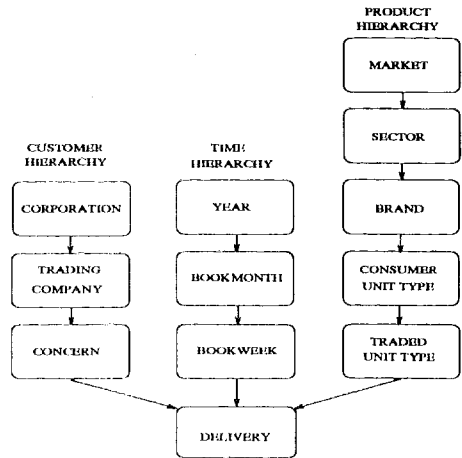 PRODUCT
HIERARCHY
MARKET
SECTOR
CUSTOMER
HIERARCHY
TIME
HIERARCHY
CORPORATION
YEAR
BRAND
TRADING
COMPANY
BOOKMONTH
CONSUMER
UNIT TYPE
CONCERN
BOOKWEEK
TRADED
UNIT TYPE
DELIVERY